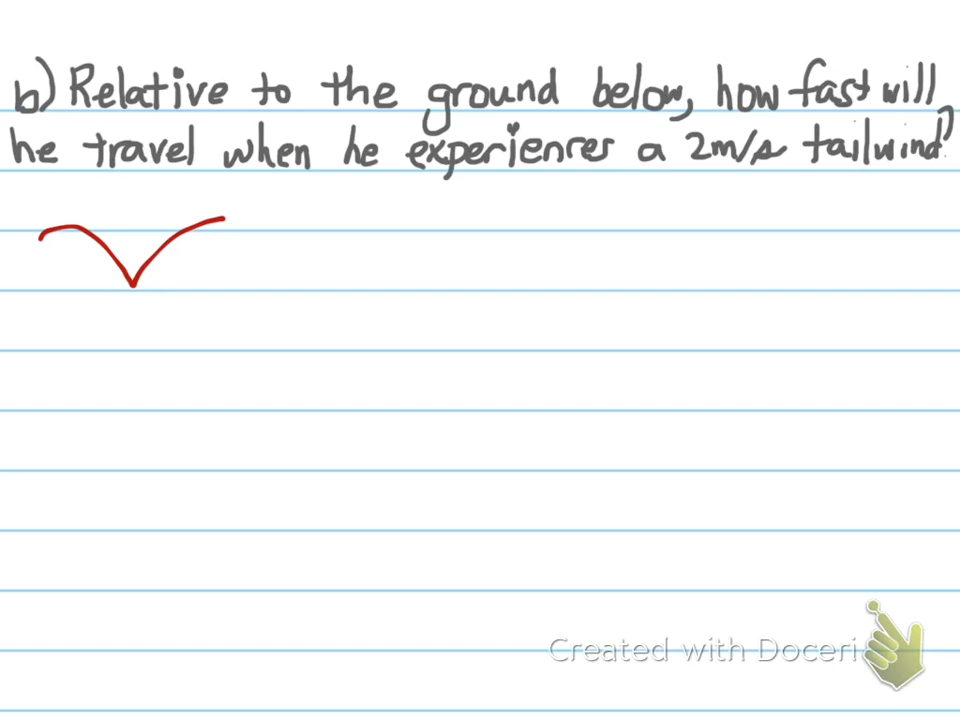 b) Relative to the ground below, how fast will
he travel when he experiences a 2m/s tailwind?
Created with Doceri